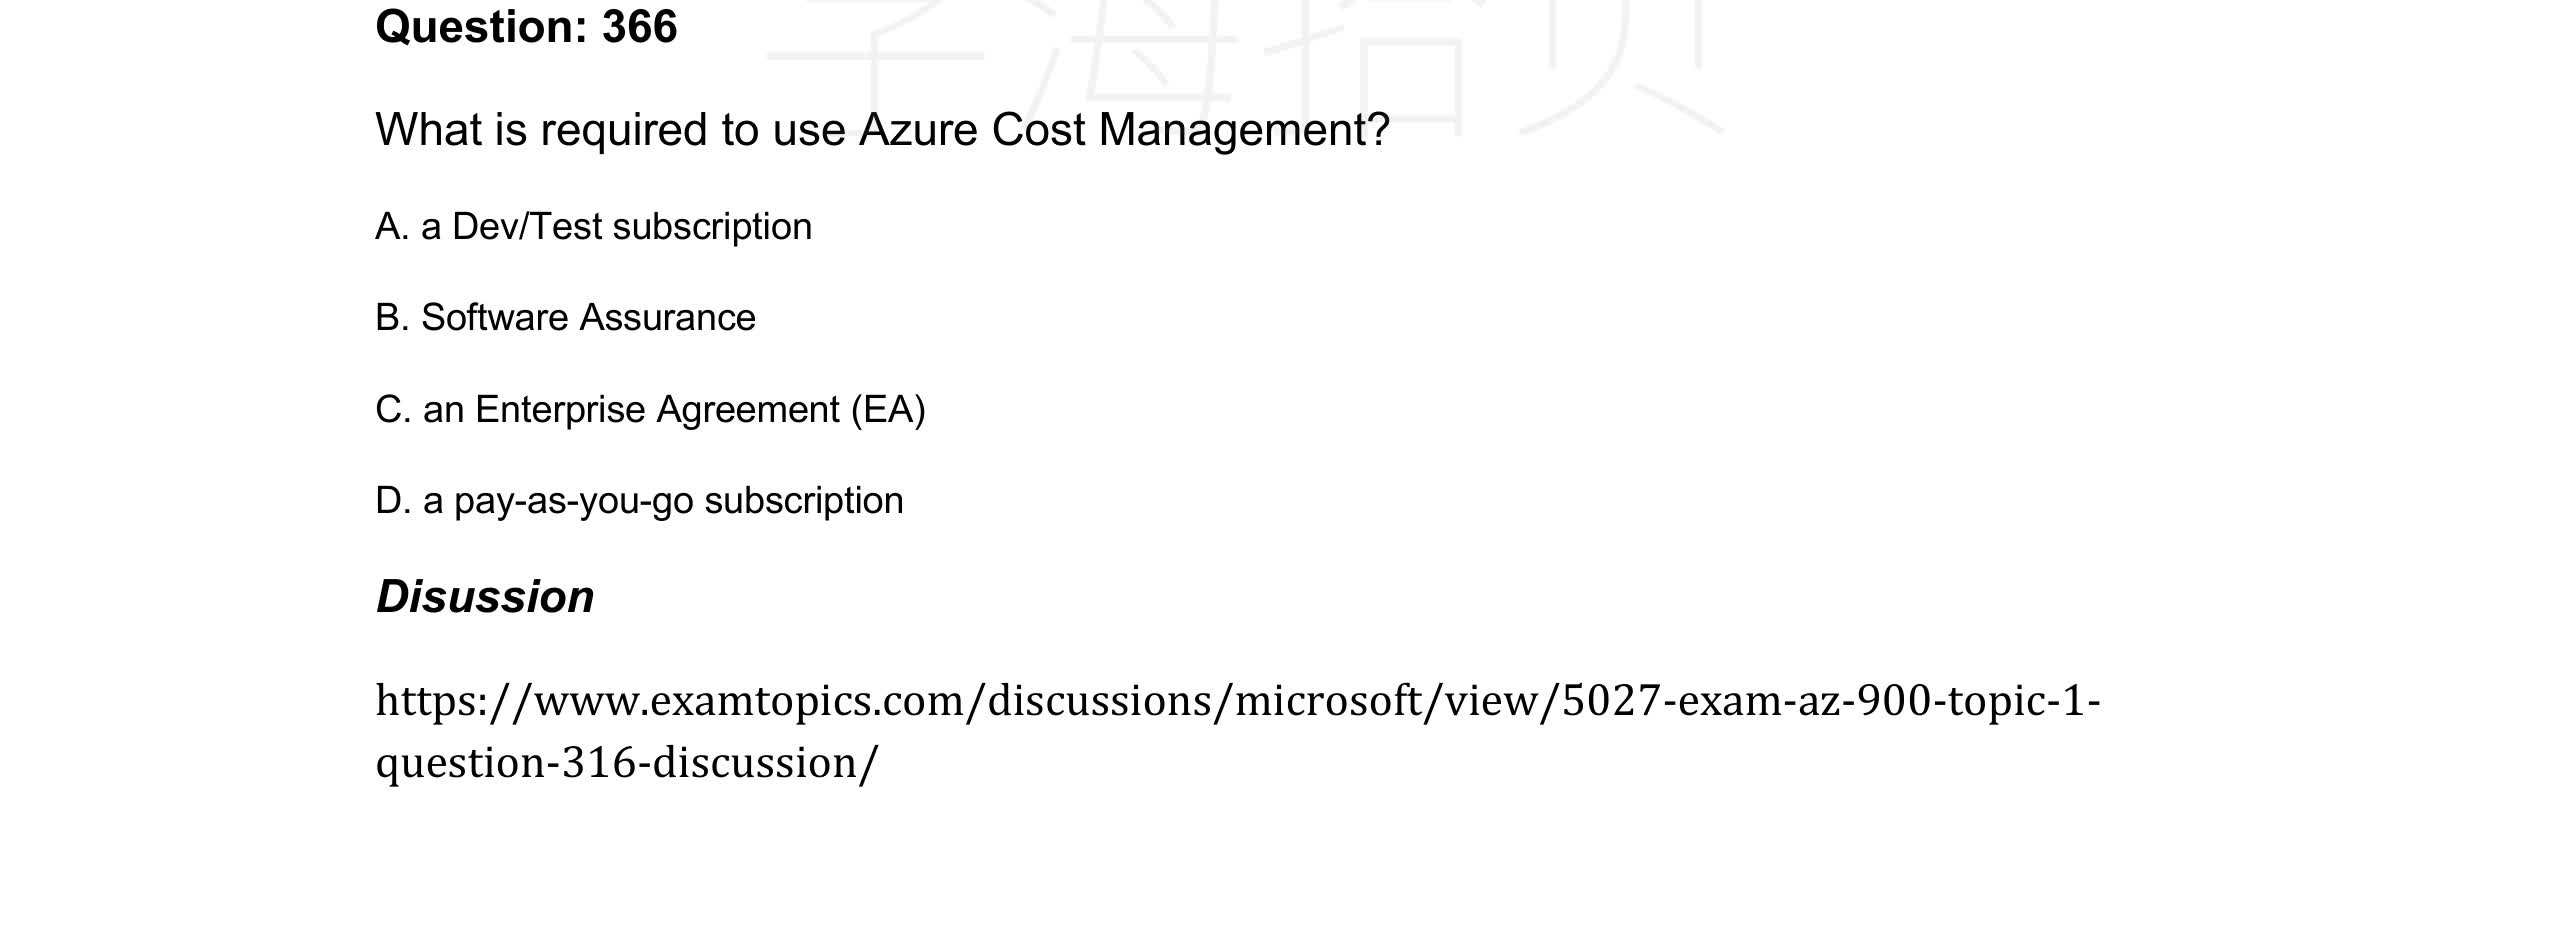 Question: 366
What is required to use Azure Cost Management?
A. a Dev/Test subscription
B. Software Assurance
C. an Enterprise Agreement (EA)
D. a pay-as-you-go subscription
Disussion
https://www.examtopics.com/discussions/microsoft/view/5027-exam-az-900-topic-1-
question-316-discussion/